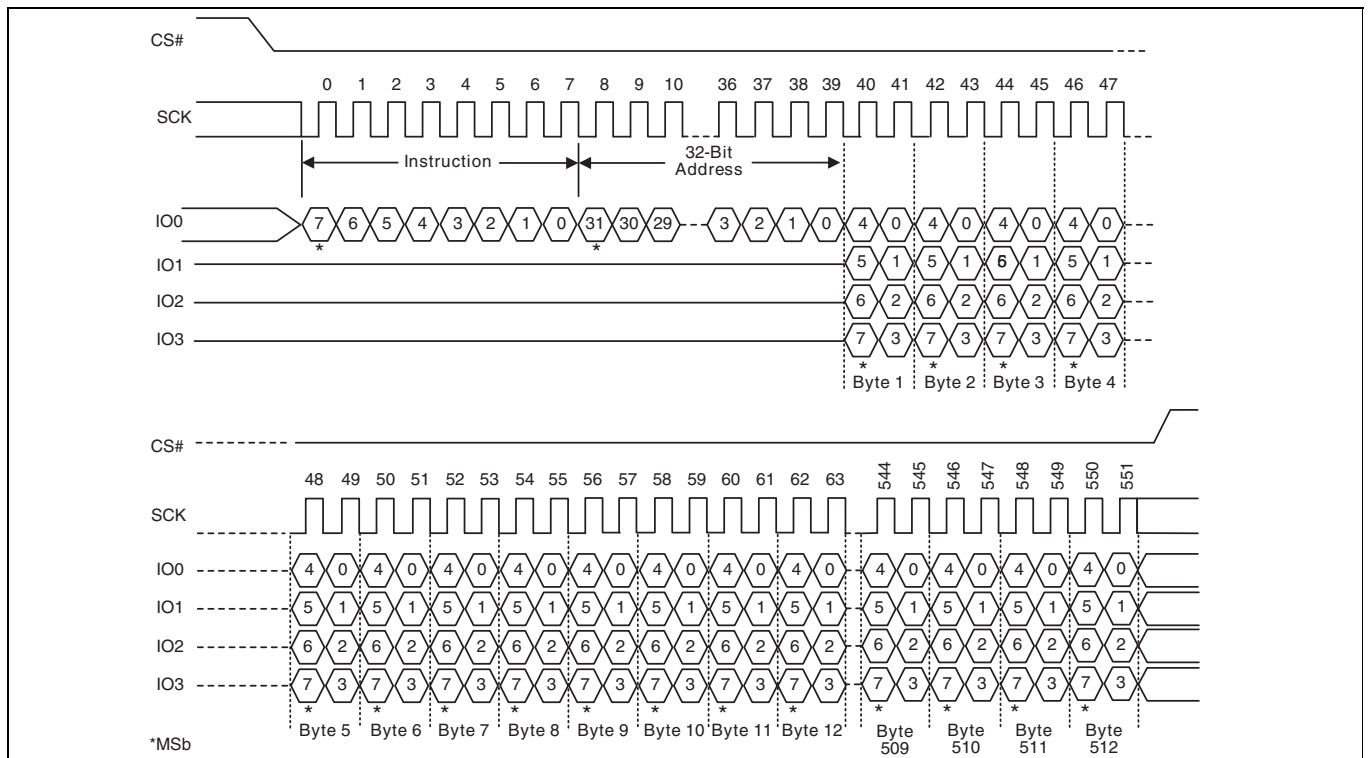 CS#
0 1 2 3 4 5 6 7 8 9 10 36 37 38 39 40 41 42 43 44 45 46 47
SCK
Instruction
32-Bit
Address
IO0 7 6 5 4 3 2 1 0 31 30 29 3 2 1 0 4 0 4 0 4 0 4 0
* *
IO1 5 1 5 1 6 1 5 1
IO2 6 2 6 2 6 2 6 2
IO3 7 3 7 3 7 3 7 3
* * * *
Byte 1 Byte 2 Byte 3 Byte 4
CS#
48 49 50 51 52 53 54 55 56 57 58 59 60 61 62 63 544 545 546 547 548 549 550 551
SCK
IO0 4 0 4 0 4 0 4 0 4 0 4 0 4 0 4 0 4 0 4 0 4 0 4 0
IO1 5 1 5 1 5 1 5 1 5 1 5 1 5 1 5 1 5 1 5 1 5 1 5 1
IO2 6 2 6 2 6 2 6 2 6 2 6 2 6 2 6 2 6 2 6 2 6 2 6 2
IO3 7 3 7 3 7 3 7 3 7 3 7 3 7 3 7 3 7 3 7 3 7 3 7 3
* * * * * * * * * * * *
Byte 5 Byte 6 Byte 7 Byte 8 Byte 9 Byte 10 Byte 11 Byte 12 Byte 509 Byte 510 Byte 511 Byte 512
*MSb